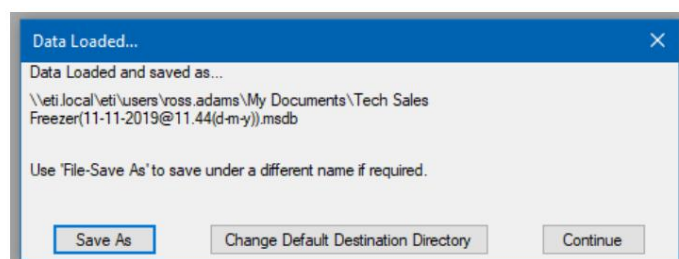 Data Loaded...
Data Loaded and saved as...
\\eti.local\eti\users\ross.adams\My Documents\Tech Sales
Freezer(11-11-2019@11.44(d-m-y)).msdb
Use 'File-Save As' to save under a different name if required.
Save As Change Default Destination Directory Continue